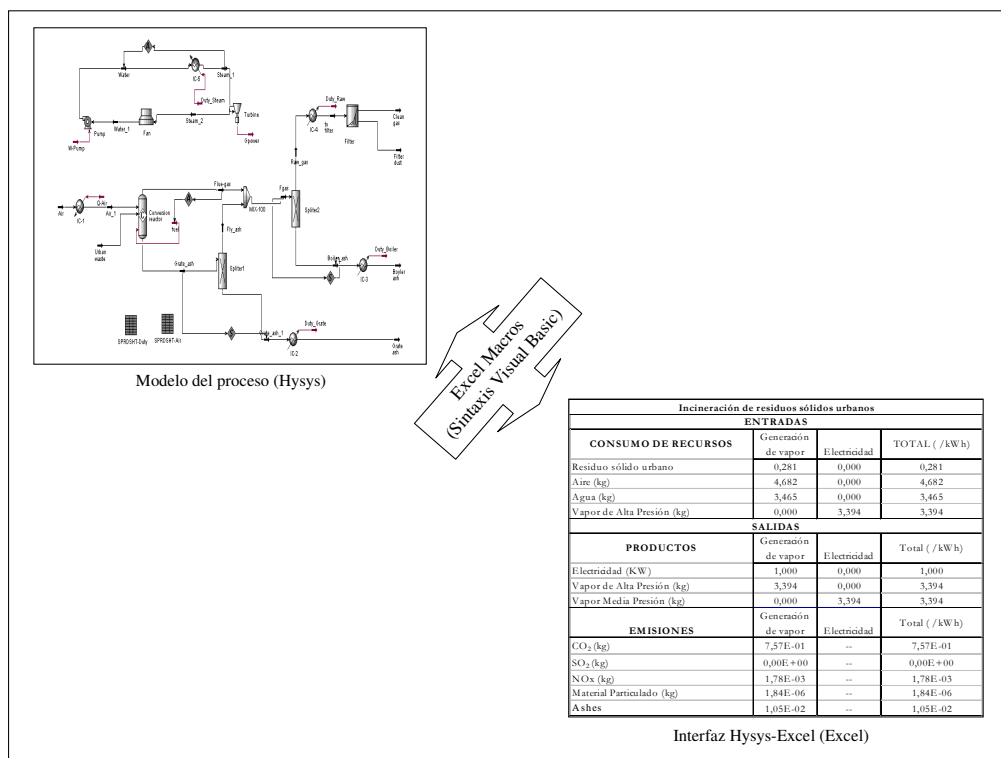 Water
IC-5
Steam_1
Duty_Steam
Turbine
Pump
Water_1
Fan
Steam_2
W-Pump
Gpower
Duty_Raw
IC-4
to
filter
Filter
Clean
gas
Filter
dust
Raw_gas
Flue-gas
Fgas
Air
Q-Air
IC-1
Air_1
Conversion
reactor
fuel
MIX-100
Spliter2
Urban
waste
Fly_ash
Grate_ash
Spliter1
Boiler_ash
Duty_Boiler
IC-3
Boyler
ash
Duty_Grate
Grate_ash_1
IC-2
Grate
ash
SPRDSHT-Duty
SPRDSHT-Air
Modelo del proceso (Hysys)
Excel Macros
(Sintaxis Visual Basic)
Incineración de residuos sólidos urbanos
ENTRADAS
CONSUMO DE RECURSOS Generación de vapor Electricidad TOTAL ( /kWh)
Residuo sólido urbano 0,281 0,000 0,281
Aire (kg) 4,682 0,000 4,682
Agua (kg) 3,465 0,000 3,465
Vapor de Alta Presión (kg) 0,000 3,394 3,394
SALIDAS
PRODUCTOS Generación de vapor Electricidad Total ( /kWh)
Electricidad (KW) 1,000 0,000 1,000
Vapor de Alta Presión (kg) 3,394 0,000 3,394
Vapor Media Presión (kg) 0,000 3,394 3,394
EMISIONES Generación de vapor Electricidad Total ( /kWh)
CO₂ (kg) 7,57E-01 -- 7,57E-01
SO₂ (kg) 0,00E+00 -- 0,00E+00
NOx (kg) 1,78E-03 -- 1,78E-03
Material Particulado (kg) 1,84E-06 -- 1,84E-06
Ashes 1,05E-02 -- 1,05E-02
Interfaz Hysys-Excel (Excel)